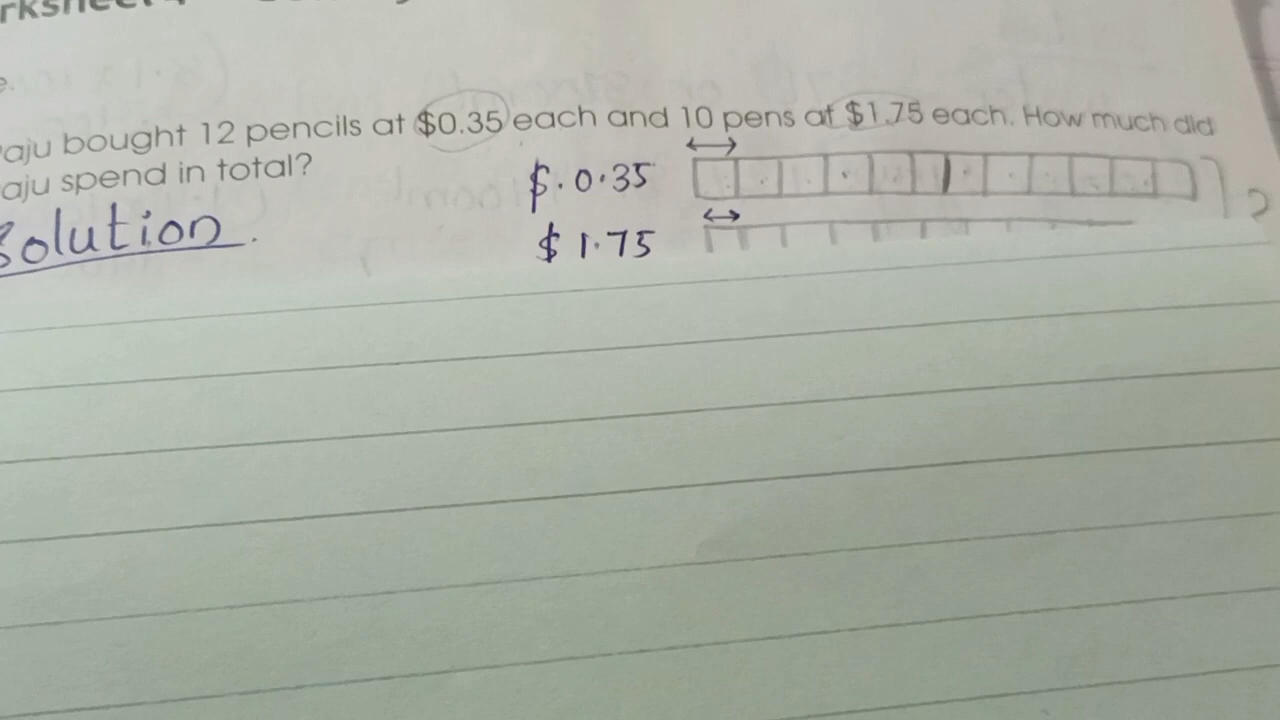 aju bought 12 pencils at $0.35 each and 10 pens at $1.75 each. How much did
aju spend in total?
$.0.35
Solution.
$1.75
?